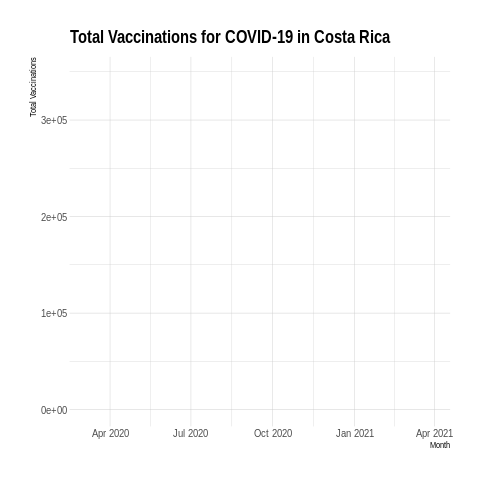 Total Vaccinations for COVID-19 in Costa Rica
Total Vaccinations
3e+05
2e+05
1e+05
0e+00
Apr 2020 Jul 2020 Oct 2020 Jan 2021 Apr 2021
Month